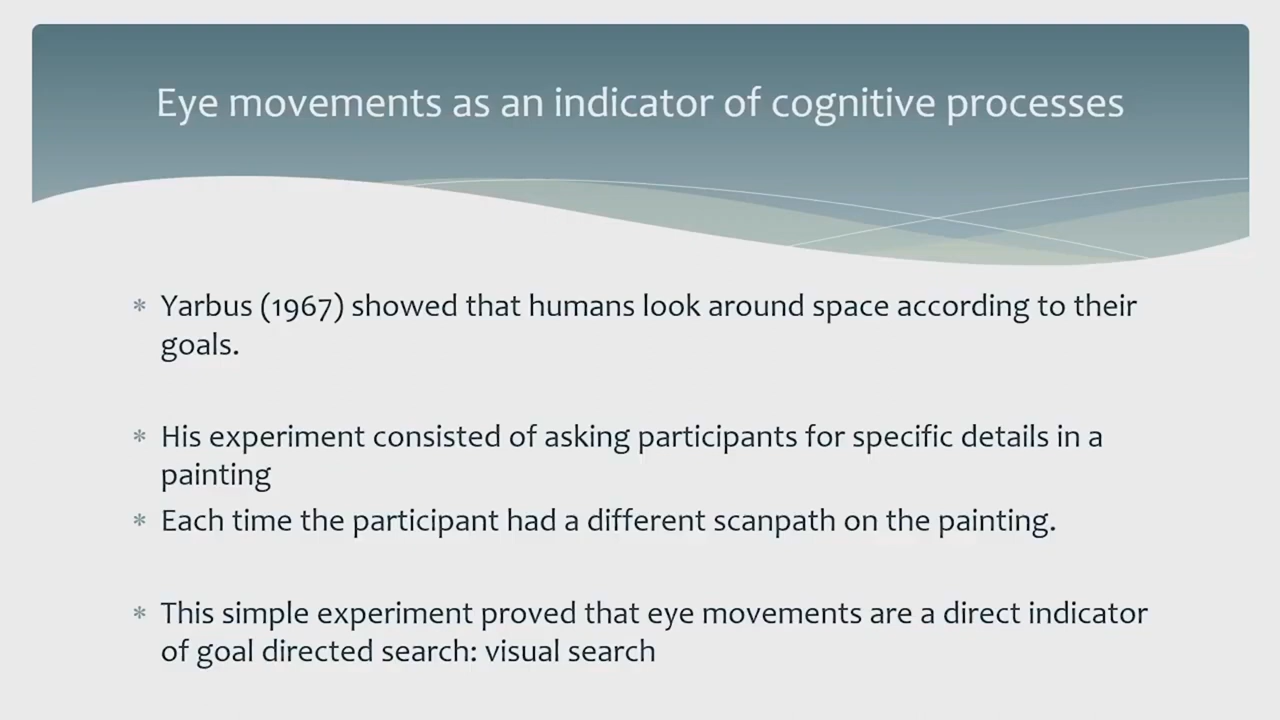 Eye movements as an indicator of cognitive processes
* Yarbus (1967) showed that humans look around space according to their
goals.
* His experiment consisted of asking participants for specific details in a
painting
* Each time the participant had a different scanpath on the painting.
* This simple experiment proved that eye movements are a direct indicator
of goal directed search: visual search